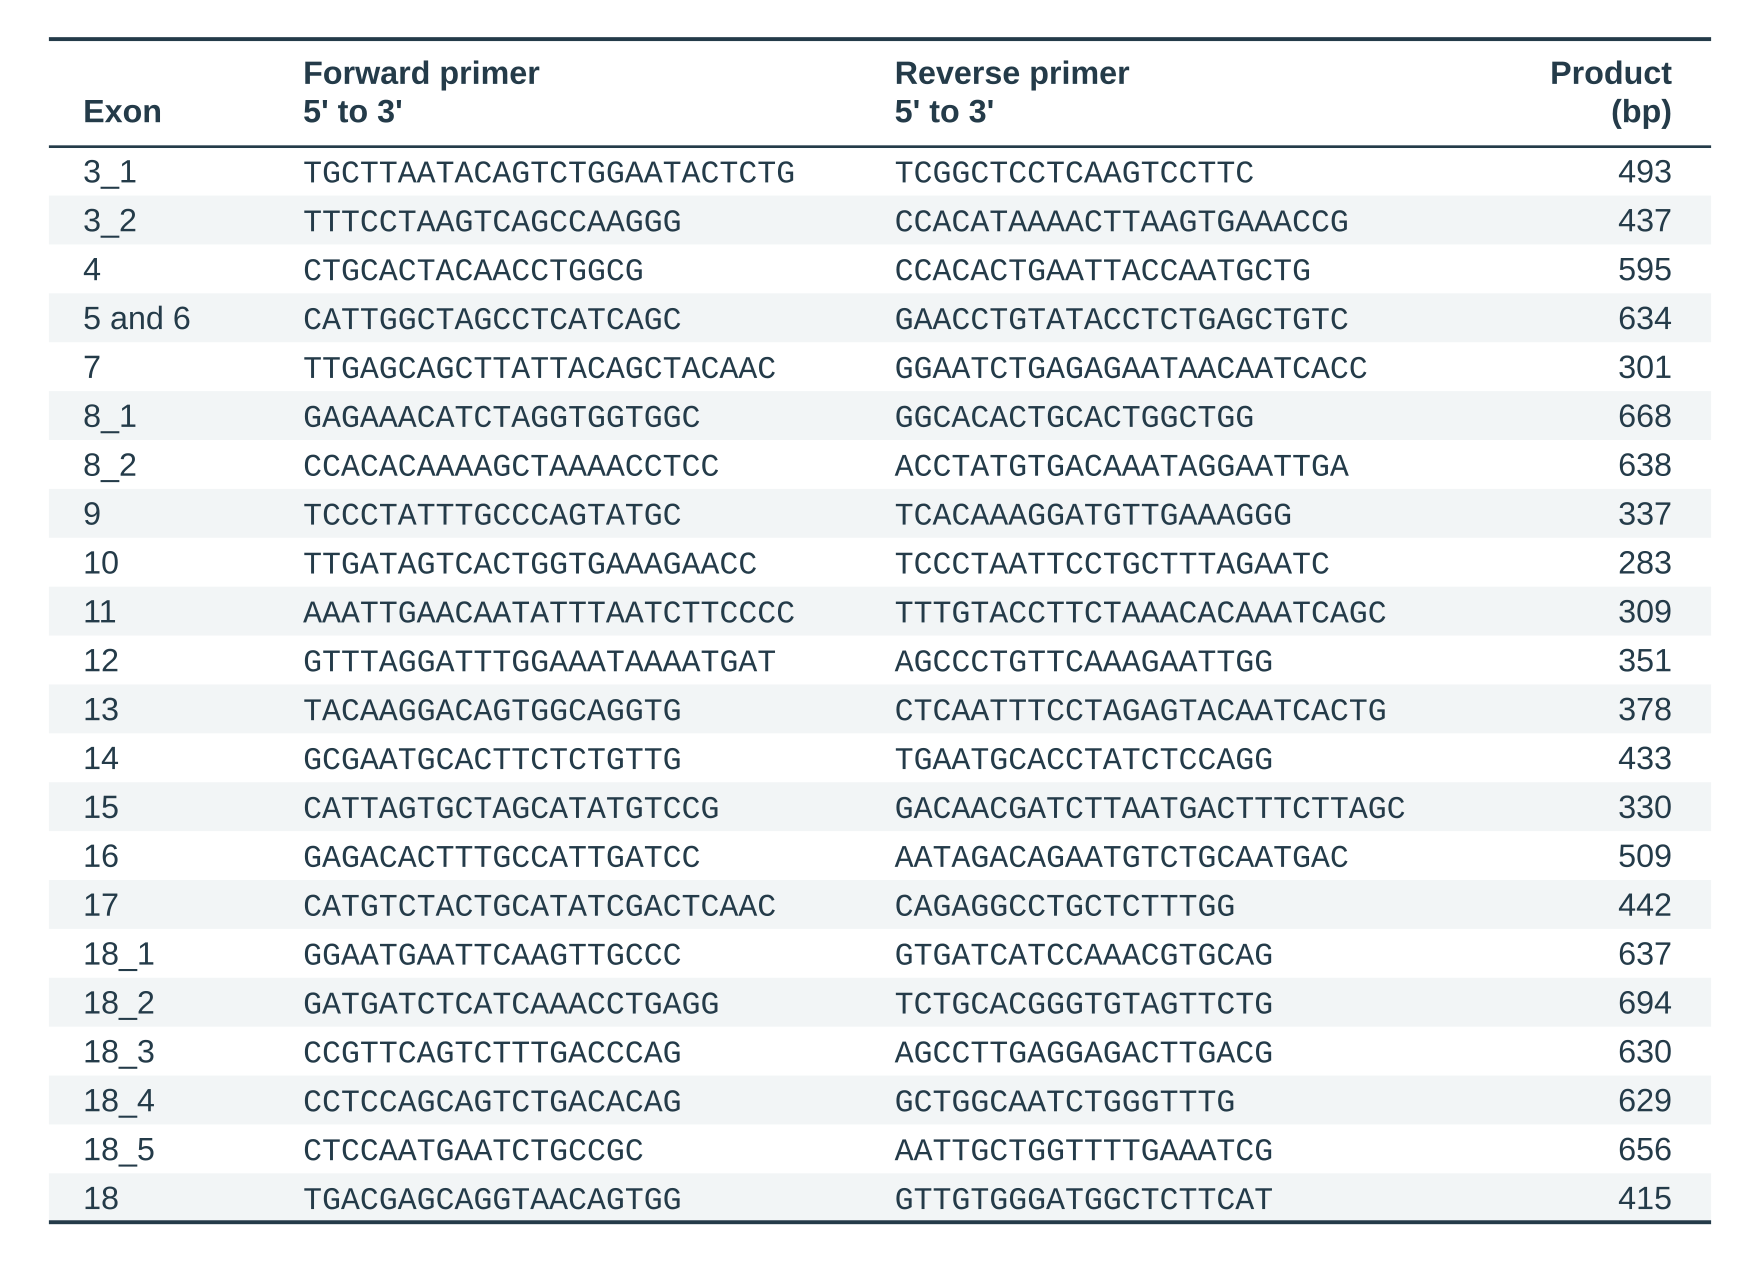 Exon Forward primer 5' to 3' Reverse primer 5' to 3' Product (bp)
3_1 TGCTTAATACAGTCTGGAATACTCTG TCGGCTCCTCAAGTCCTTC 493
3_2 TTTCCTAAGTCAGCCAAGGG CCACATAAAACTTAAGTGAAACCG 437
4 CTGCACTACAACCTGGCG CCACACTGAATTACCAATGCTG 595
5 and 6 CATTGGCTAGCCTCATCAGC GAACCTGTATACCTCTGAGCTGTC 634
7 TTGAGCAGCTTATTACAGCTACAAC GGAATCTGAGAGAATAACAATCACC 301
8_1 GAGAAACATCTAGGTGGTGGC GGCACACTGCACTGGCTGG 668
8_2 CCACACAAAAGCTAAAACCTCC ACCTATGTGACAAATAGGAATTGA 638
9 TCCCTATTTGCCCAGTATGC TCACAAAGGATGTTGAAAGGG 337
10 TTGATAGTCACTGGTGAAAGAACC TCCCTAATTCCTGCTTTAGAATC 283
11 AAATTGAACAATATTTAATCTTCCCC TTTGTACCTTCTAAACACAAATCAGC 309
12 GTTTAGGATTTGGAAATAAAATGAT AGCCCTGTTCAAAGAATTGG 351
13 TACAAGGACAGTGGCAGGTG CTCAATTTCCTAGAGTACAATCACTG 378
14 GCGAATGCACTTCTCTGTTG TGAATGCACCTATCTCCAGG 433
15 CATTAGTGCTAGCATATGTCCG GACAACGATCTTAATGACTTTCTTAGC 330
16 GAGACACTTTGCCATTGATCC AATAGACAGAATGTCTGCAATGAC 509
17 CATGTCTACTGCATATCGACTCAAC CAGAGGCCTGCTCTTTGG 442
18_1 GGAATGAATTCAAGTTGCCC GTGATCATCCAAACGTGCAG 637
18_2 GATGATCTCATCAAACCTGAGG TCTGCACGGGTGTAGTTCTG 694
18_3 CCGTTCAGTCTTTGACCCAG AGCCTTGAGGAGACTTGACG 630
18_4 CCTCCAGCAGTCTGACACAG GCTGGCAATCTGGGTTTG 629
18_5 CTCCAATGAATCTGCCGC AATTGCTGGTTTTGAAATCG 656
18 TGACGAGCAGGTAACAGTGG GTTGTGGGATGGCTCTTCAT 415